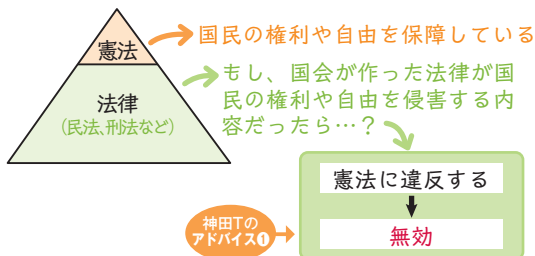 憲法
国民の権利や自由を保障している
法律
(民法、刑法など)
もし、国会が作った法律が国
民の権利や自由を侵害する内
容だったら…?
憲法に違反する
無効
神田Tの
アドバイス❶